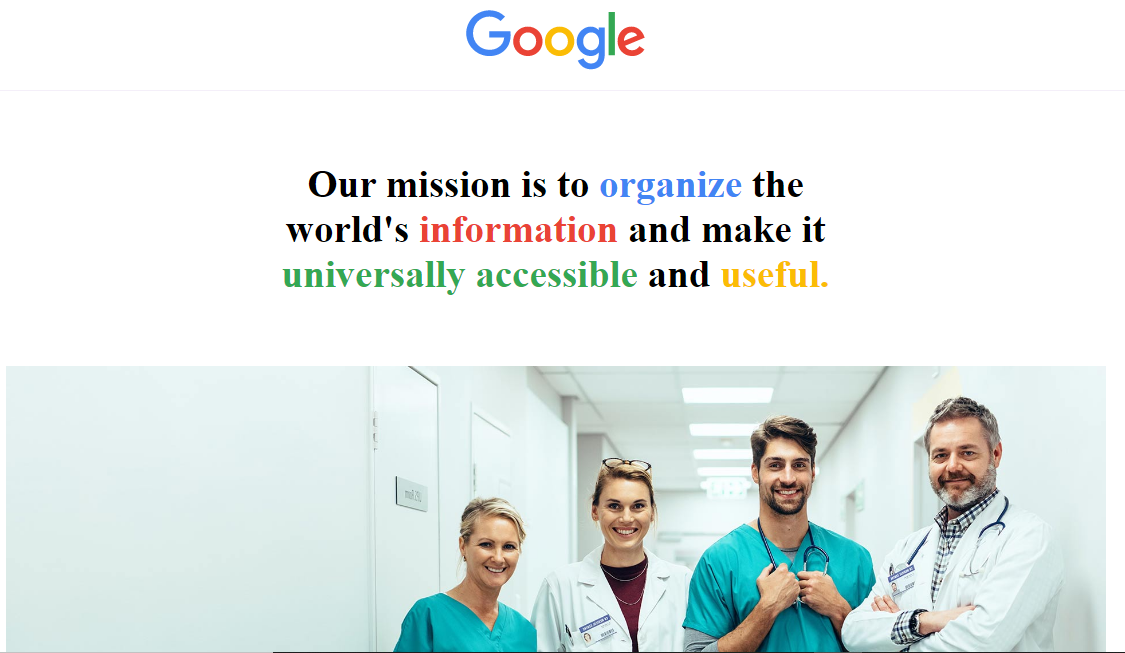 Google
Our mission is to organize the
world's information and make it
universally accessible and useful.